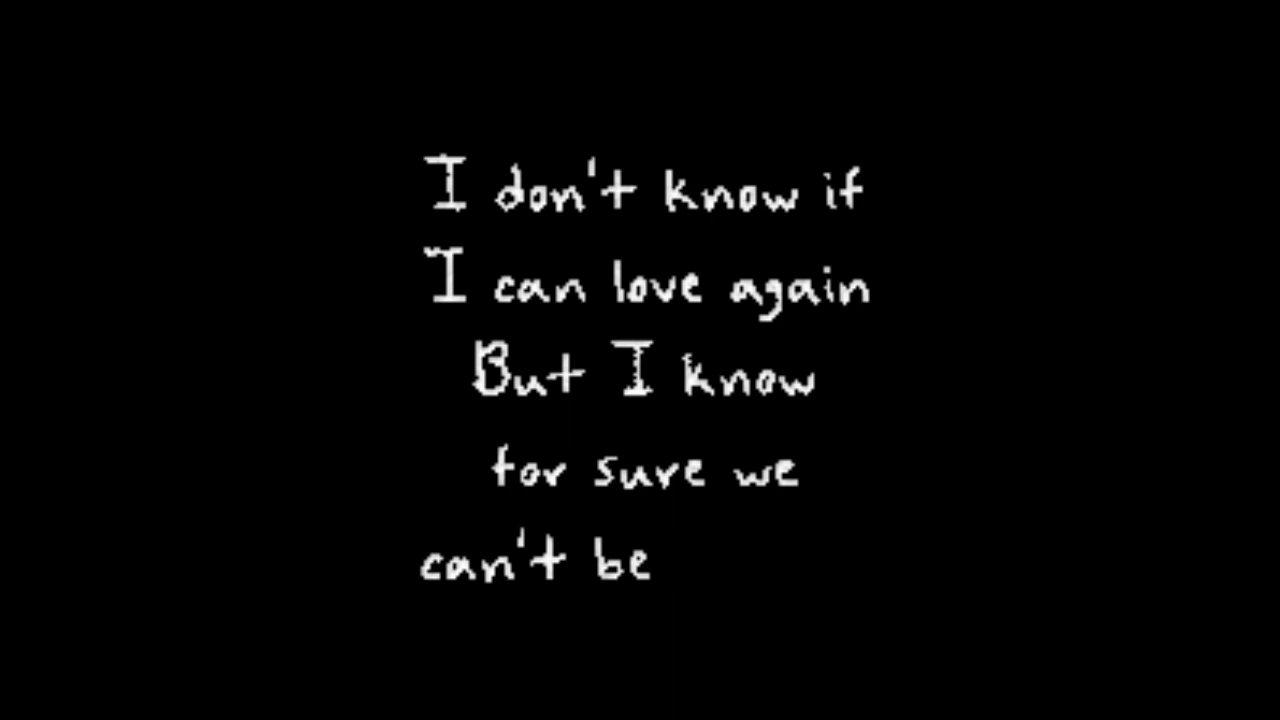 I don't know if
I can love again
But I know
for sure we
can't be